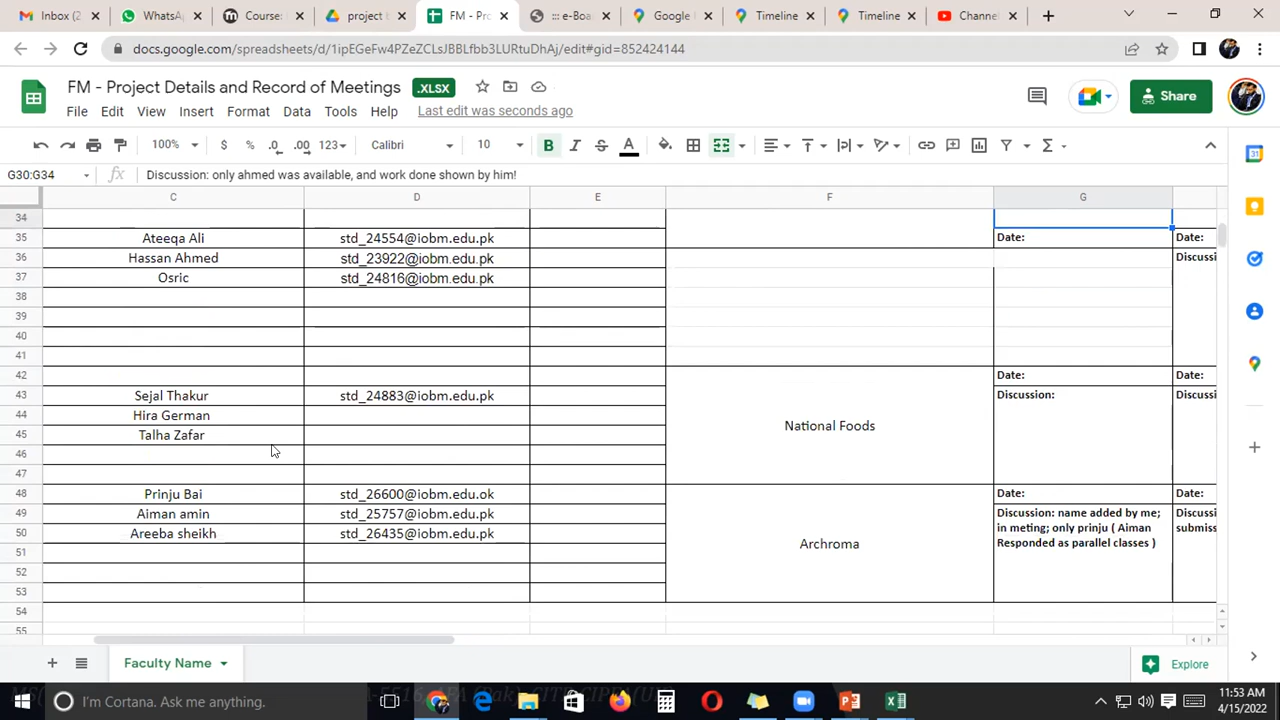 Inbox (2
WhatsA
Course:
project b
FM - Pro
::: e-Boa
Google
Timeline
Timeline
Channe
docs.google.com/spreadsheets/d/1ipEGeFw4PZeZCLsJBBLfbb3LURtuDhAj/edit#gid=852424144
FM - Project Details and Record of Meetings .XLSX
File Edit View Insert Format Data Tools Help Last edit was seconds ago
Share
100% $ % .0 .00 123 Calibri 10 B I S A Σ
G30:G34 fx Discussion: only ahmed was available, and work done shown by him!
C D E F G
34
35 Ateeqa Ali std_24554@iobm.edu.pk Date: Date:
36 Hassan Ahmed std_23922@iobm.edu.pk Discussi
37 Osric std_24816@iobm.edu.pk
38
39
40
41
42 Date: Date:
43 Sejal Thakur std_24883@iobm.edu.pk Discussion: Discussi
44 Hira German
National Foods
45 Talha Zafar
46
47
48 Prinju Bai std_26600@iobm.edu.ok Date: Date:
49 Aiman amin std_25757@iobm.edu.pk Discussion: name added by me; Discussi
in meting; only prinju ( Aiman submiss
50 Areeba sheikh std_26435@iobm.edu.pk Responded as parallel classes )
Archroma
51
52
53
54
55
+ Faculty Name Explore
I'm Cortana. Ask me anything.
11:53 AM
4/15/2022